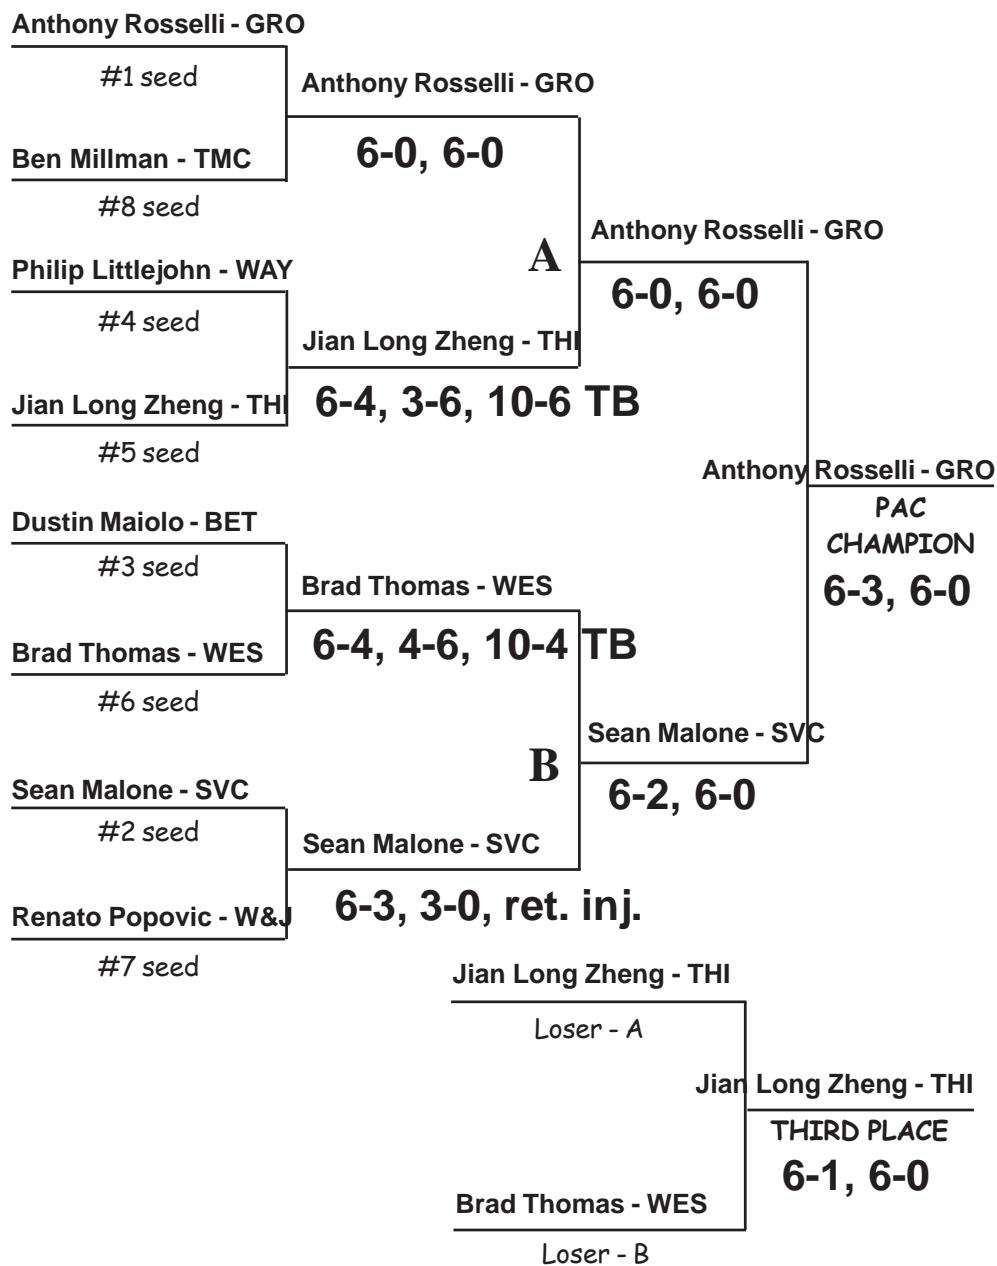 Anthony Rosselli - GRO
#1 seed
Anthony Rosselli - GRO
6-0, 6-0
Ben Millman - TMC
#8 seed
Anthony Rosselli - GRO
A
6-0, 6-0
Philip Littlejohn - WAY
#4 seed
Jian Long Zheng - THI
6-4, 3-6, 10-6 TB
Jian Long Zheng - THI
#5 seed
Anthony Rosselli - GRO
PAC
CHAMPION
6-3, 6-0
Dustin Maiolo - BET
#3 seed
Brad Thomas - WES
6-4, 4-6, 10-4 TB
Brad Thomas - WES
#6 seed
Sean Malone - SVC
B
6-2, 6-0
Sean Malone - SVC
#2 seed
Sean Malone - SVC
6-3, 3-0, ret. inj.
Renato Popovic - W&J
#7 seed
Jian Long Zheng - THI
Loser - A
Jian Long Zheng - THI
THIRD PLACE
6-1, 6-0
Brad Thomas - WES
Loser - B